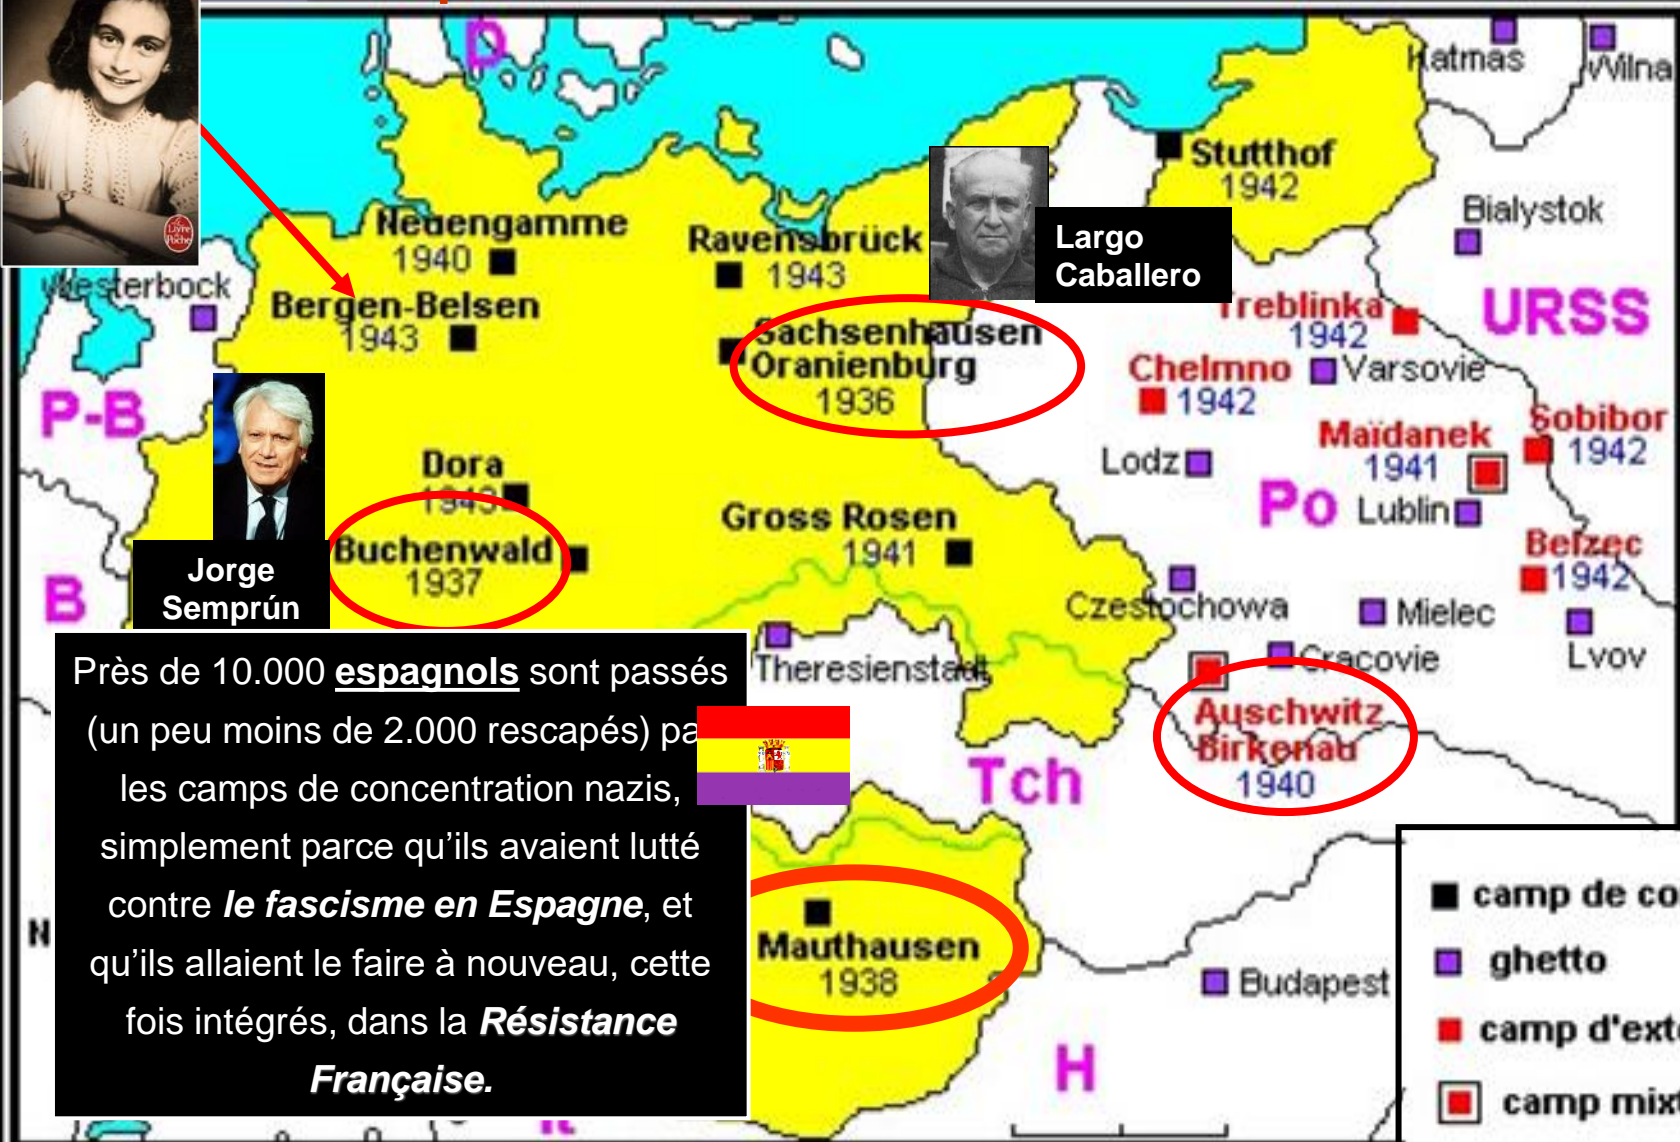 D
Katmas
Wilna
Stutthof
1942
Bialystok
Neuengamme
1940
Ravensbrück
1943
Largo
Caballero
Westerbock
Bergen-Belsen
1943
Livre
Poche
Sachsenhausen
Oranienburg
1936
Treblinka
1942
URSS
Chelmno
1942
Varsovie
P-B
Sobibor
1942
Maïdanek
1941
Lodz
Dora
1943
Po
Lublin
Gross Rosen
1941
Buchenwald
1937
Belzec
1942
Jorge
Semprún
B
Czestochowa
Mielec
Theresienstadt
Cracovie
Lvov
Auschwitz
Birkenau
1940
Tch
Près de 10.000 espagnols sont passés
(un peu moins de 2.000 rescapés) pa
les camps de concentration nazis,
simplement parce qu'ils avaient lutté
contre le fascisme en Espagne, et
qu'ils allaient le faire à nouveau, cette
fois intégrés, dans la Résistance
Française.
N
Mauthausen
1938
Budapest
H
camp de co
ghetto
camp d'ext
camp mixt